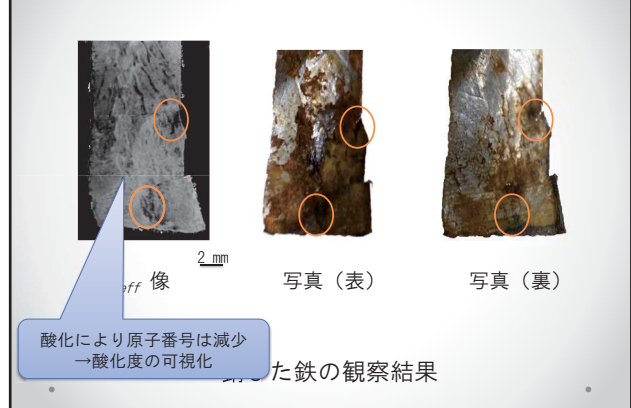 2 mm
eff 像
写真（表）
写真（裏）
酸化により原子番号は減少
→酸化度の可視化
た鉄の観察結果